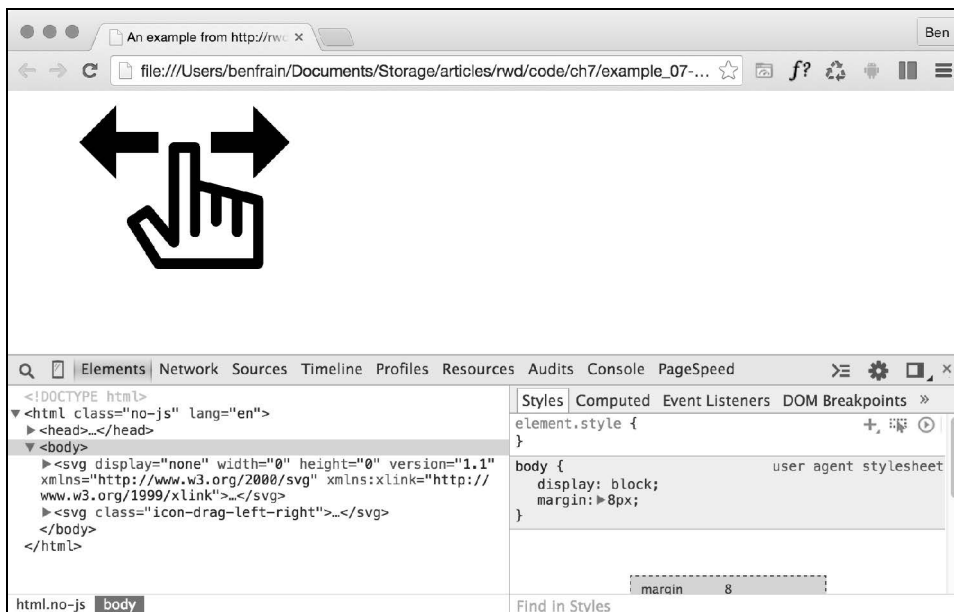 An example from http://rwd
Ben
file:///Users/benfrain/Documents/Storage/articles/rwd/code/ch7/example_07-...
f?
Elements Network Sources Timeline Profiles Resources Audits Console PageSpeed
<!DOCTYPE html>
<html class="no-js" lang="en">
<head>…</head>
<body>
<svg display="none" width="0" height="0" version="1.1"
xmlns="http://www.w3.org/2000/svg" xmlns:xlink="http://
www.w3.org/1999/xlink">…</svg>
<svg class="icon-drag-left-right">…</svg>
</body>
</html>
html.no-js body
Styles Computed Event Listeners DOM Breakpoints »
element.style {
}
body { user agent stylesheet
display: block;
margin:▶8px;
}
margin 8
Find in Styles